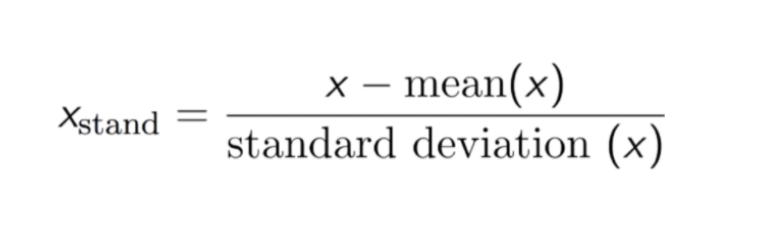 x_stand = x − mean(x)
standard deviation (x)